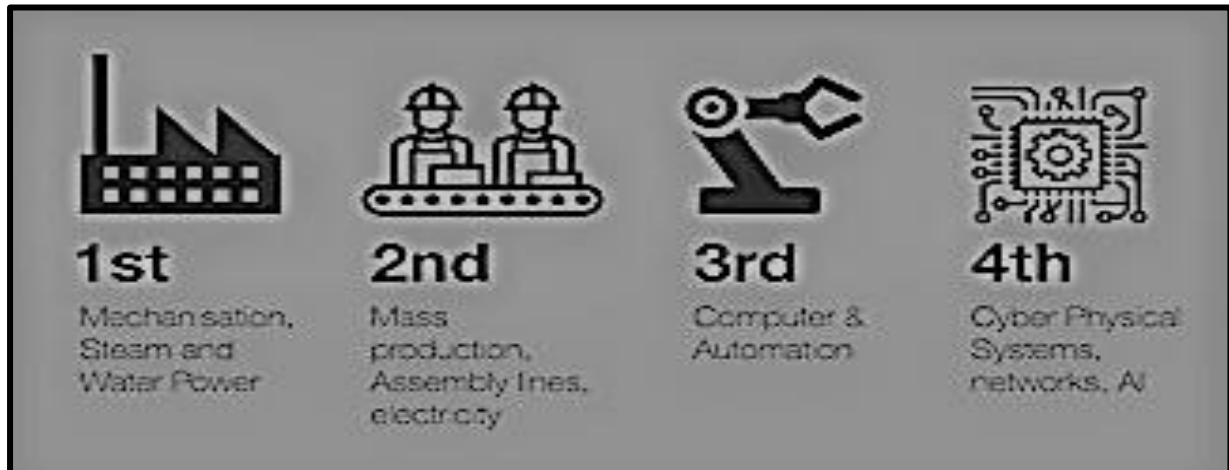 1st
Mechanisation,
Steam and
Water Power
2nd
Mass
production,
Assembly lines,
electricity
3rd
Computer &
Automation
4th
Cyber Physical
Systems,
networks, AI